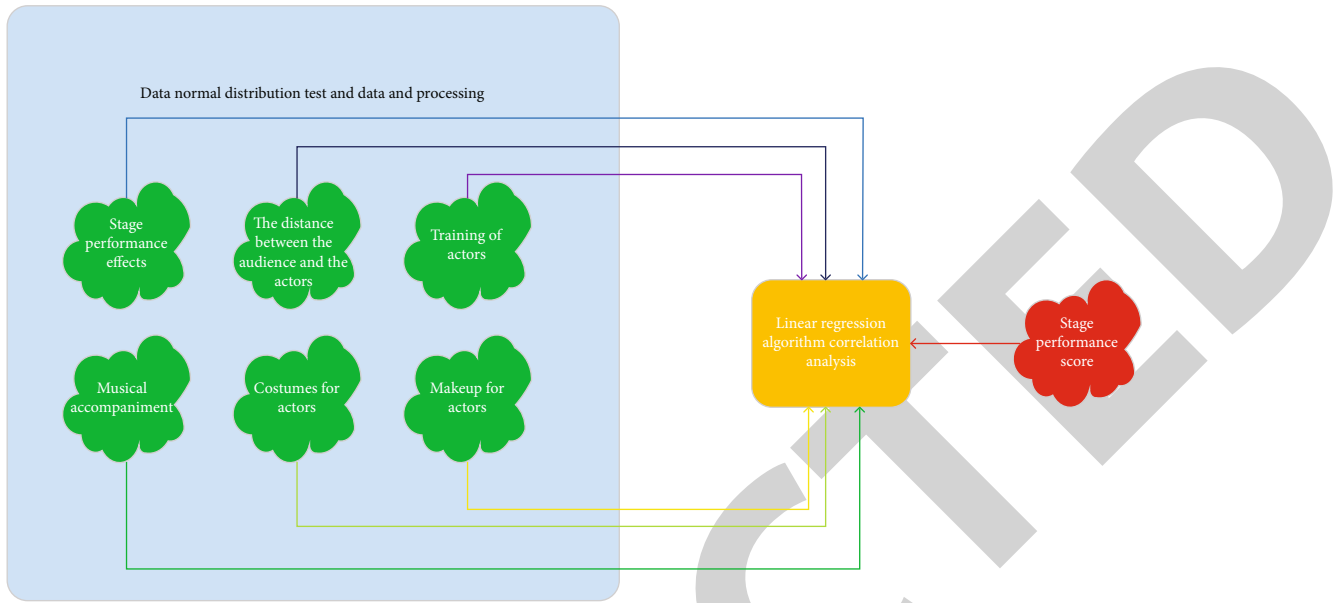 Data normal distribution test and data and processing
Stage
performance
effects
The distance
between the
audience and the
actors
Training of
actors
Musical
accompaniment
Costumes for
actors
Makeup for
actors
Linear regression
algorithm correlation
analysis
Stage
performance
score
CTED